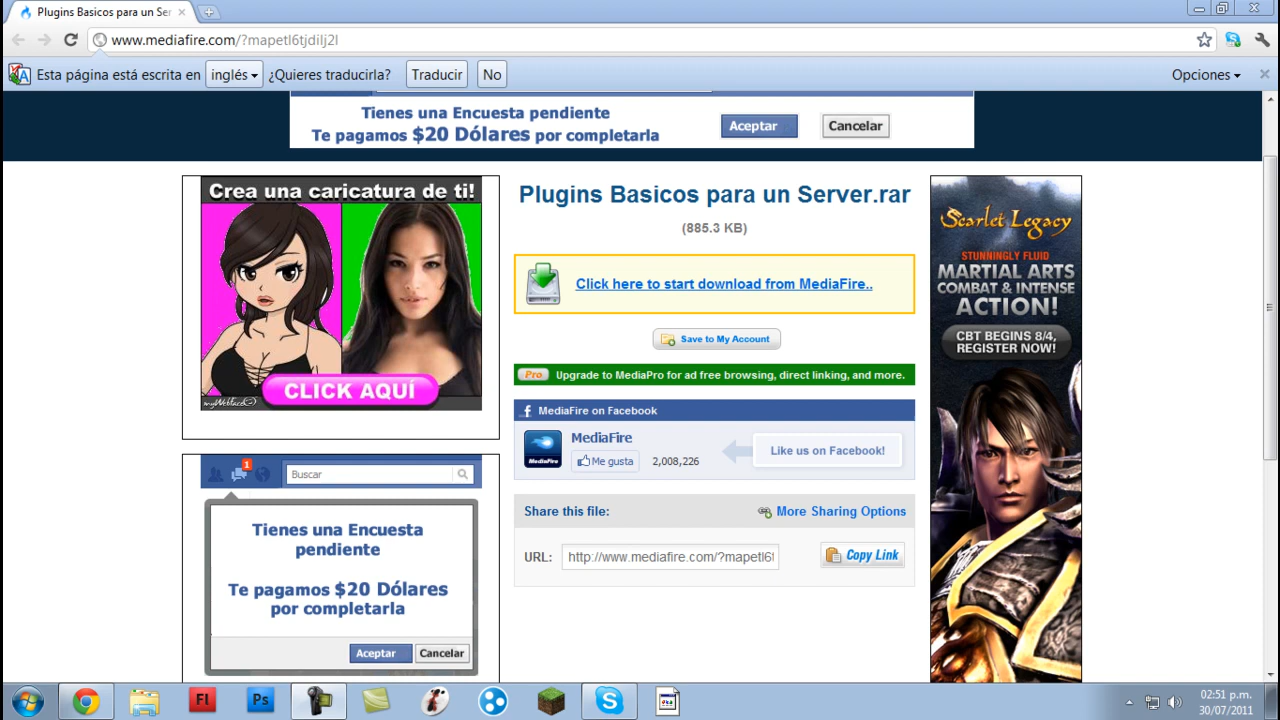 Plugins Basicos para un Ser
www.mediafire.com/?mapetl6tjdilj2l
Esta página está escrita en inglés ¿Quieres traducirla? Traducir No Opciones
Tienes una Encuesta pendiente
Te pagamos $20 Dólares por completarla
Aceptar Cancelar
Crea una caricatura de ti!
CLICK AQUÍ
myWebface
Plugins Basicos para un Server.rar
(885.3 KB)
Click here to start download from MediaFire..
Save to My Account
Pro Upgrade to MediaPro for ad free browsing, direct linking, and more.
MediaFire on Facebook
MediaFire
MediaFire
Me gusta 2,008,226
Like us on Facebook!
Share this file: More Sharing Options
URL: http://www.mediafire.com/?mapetl6t Copy Link
Scarlet Legacy
STUNNINGLY FLUID
MARTIAL ARTS
COMBAT & INTENSE
ACTION!
CBT BEGINS 8/4,
REGISTER NOW!
1
Buscar
Tienes una Encuesta
pendiente
Te pagamos $20 Dólares
por completarla
Aceptar Cancelar
Fl Ps
02:51 p.m.
30/07/2011